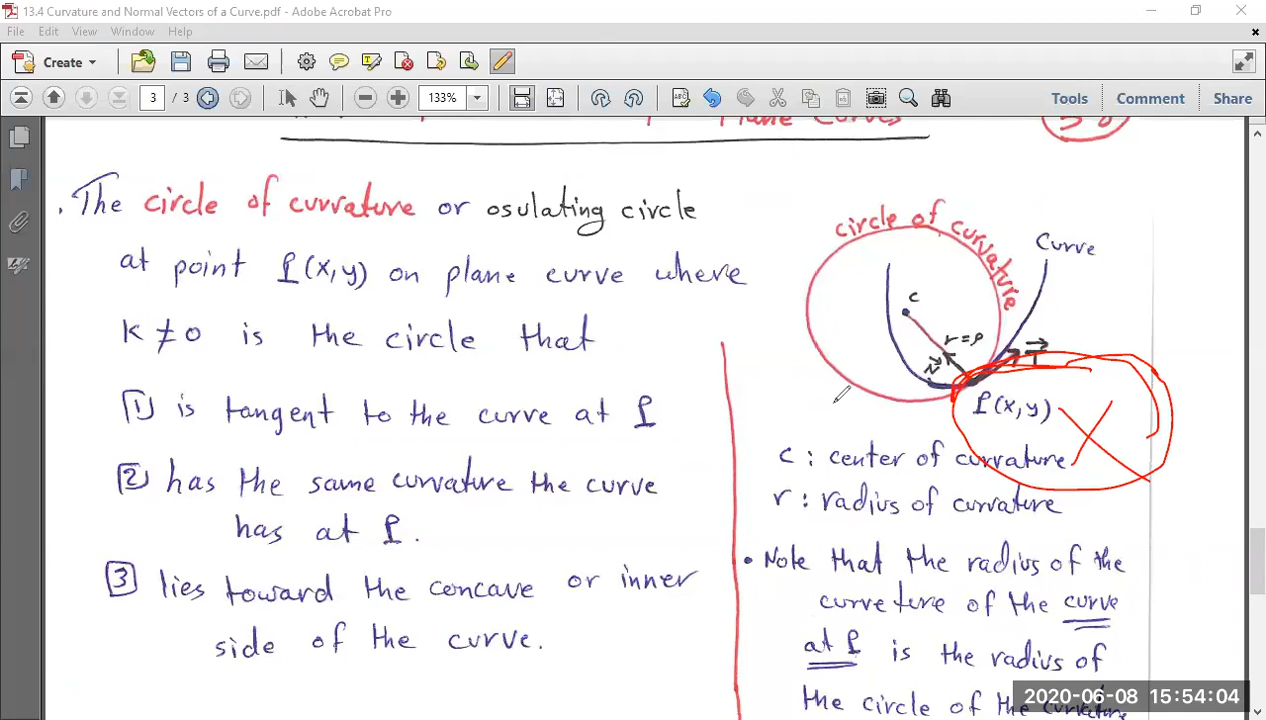 13.4 Curvature and Normal Vectors of a Curve.pdf - Adobe Acrobat Pro
File Edit View Window Help
Create
3 / 3 133% Tools Comment Share
Plane Curves
. The circle of curvature or osulating circle
at point P(x,y) on plane curve where
K ≠ 0 is the circle that
1 is tangent to the curve at P
2 has the same curvature the curve
has at P.
3 lies toward the concave or inner
side of the curve.
circle of curvature
Curve
c
r=ρ
N
T
P(x,y)
c : center of curvature
r : radius of curvature
• Note that the radius of the
curveture of the curve
at P is the radius of
the circle of the curvature
2020-06-08 15:54:04